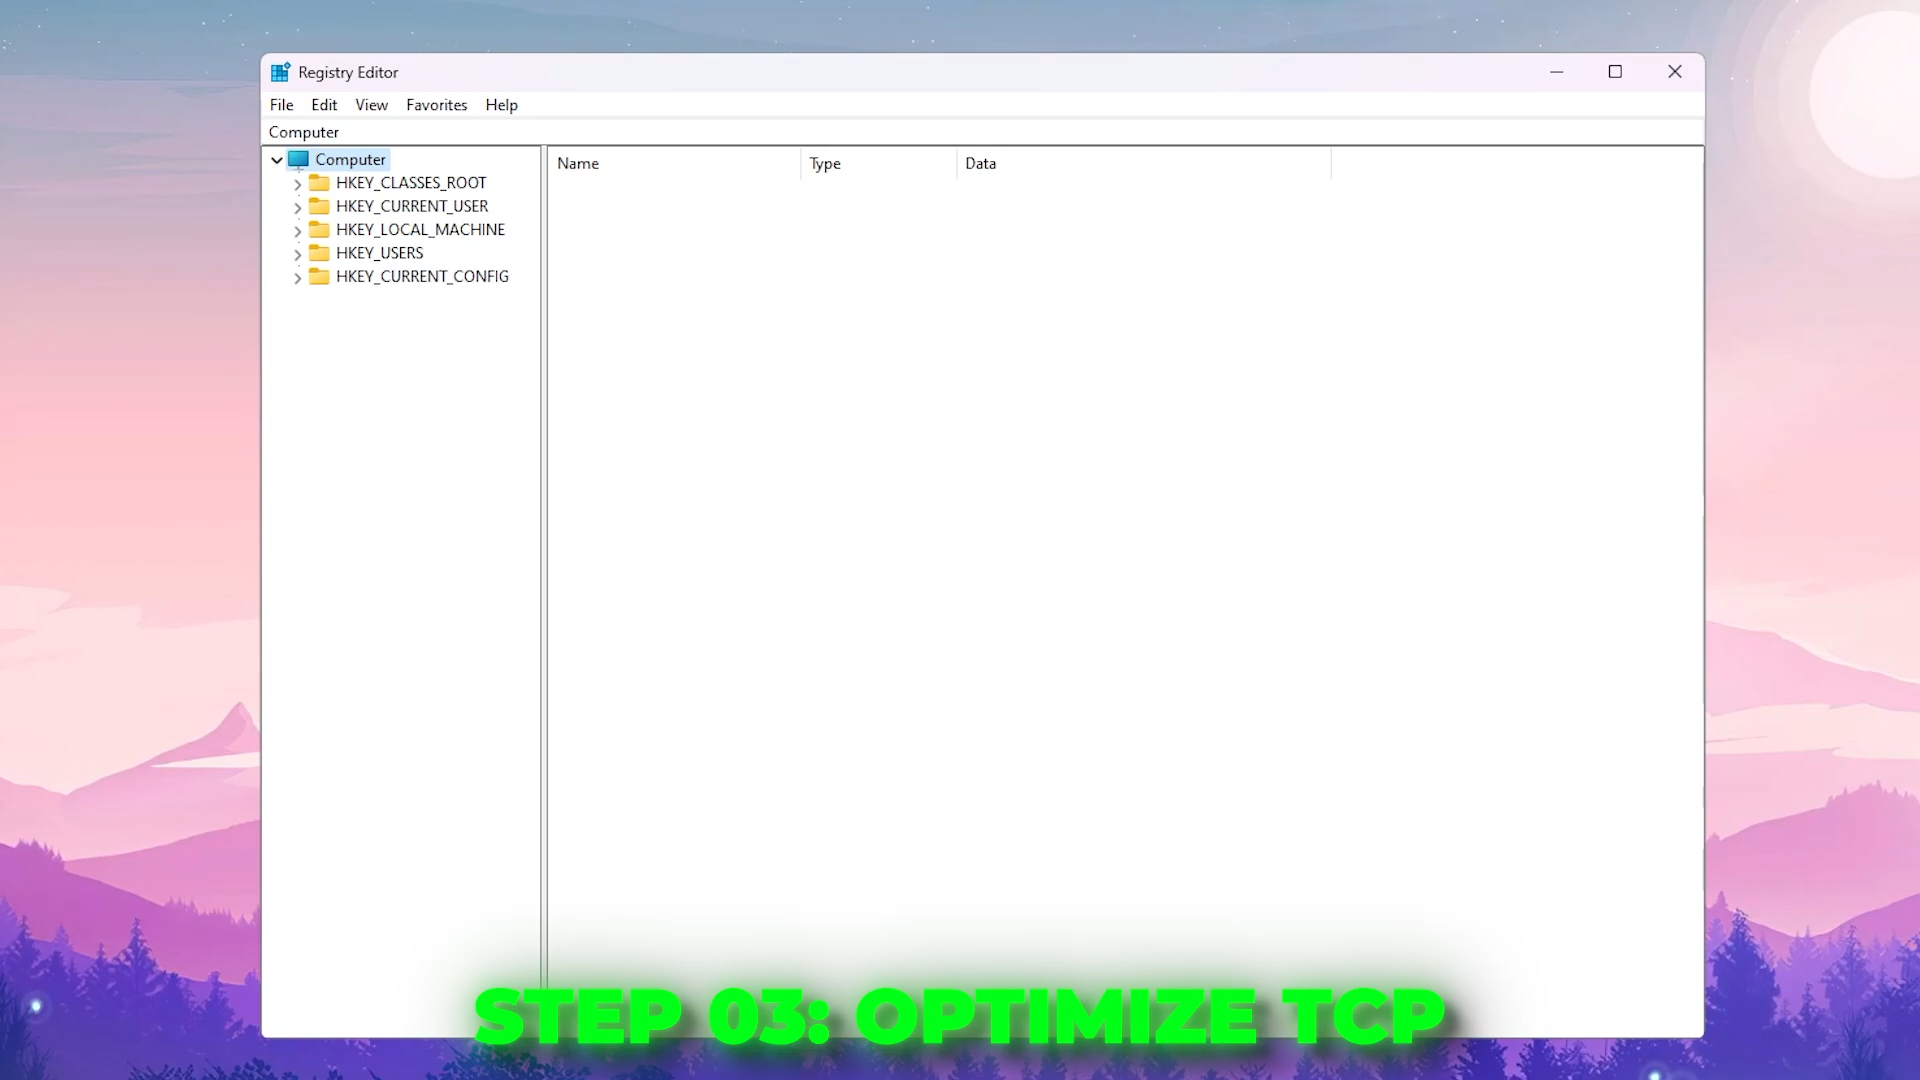 Registry Editor
File Edit View Favorites Help
Computer
Computer
HKEY_CLASSES_ROOT
HKEY_CURRENT_USER
HKEY_LOCAL_MACHINE
HKEY_USERS
HKEY_CURRENT_CONFIG
Name Type Data
STEP 03: OPTIMIZE TCP